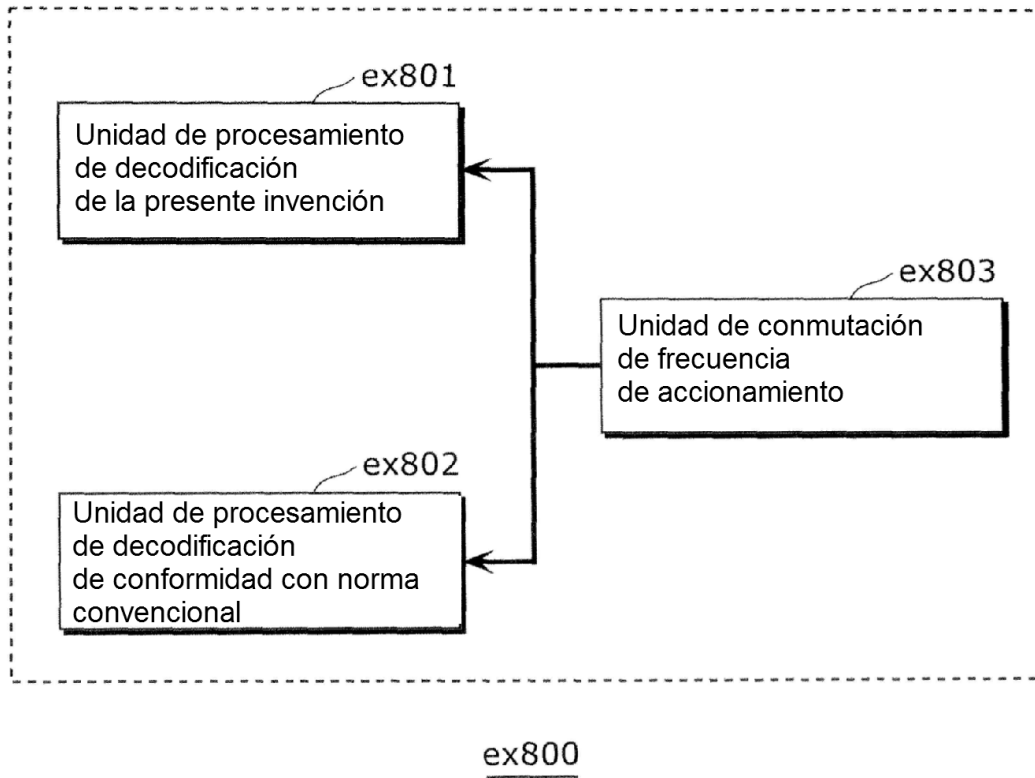 ex801
Unidad de procesamiento
de decodificación
de la presente invención
ex803
Unidad de conmutación
de frecuencia
de accionamiento
ex802
Unidad de procesamiento
de decodificación
de conformidad con norma
convencional
ex800